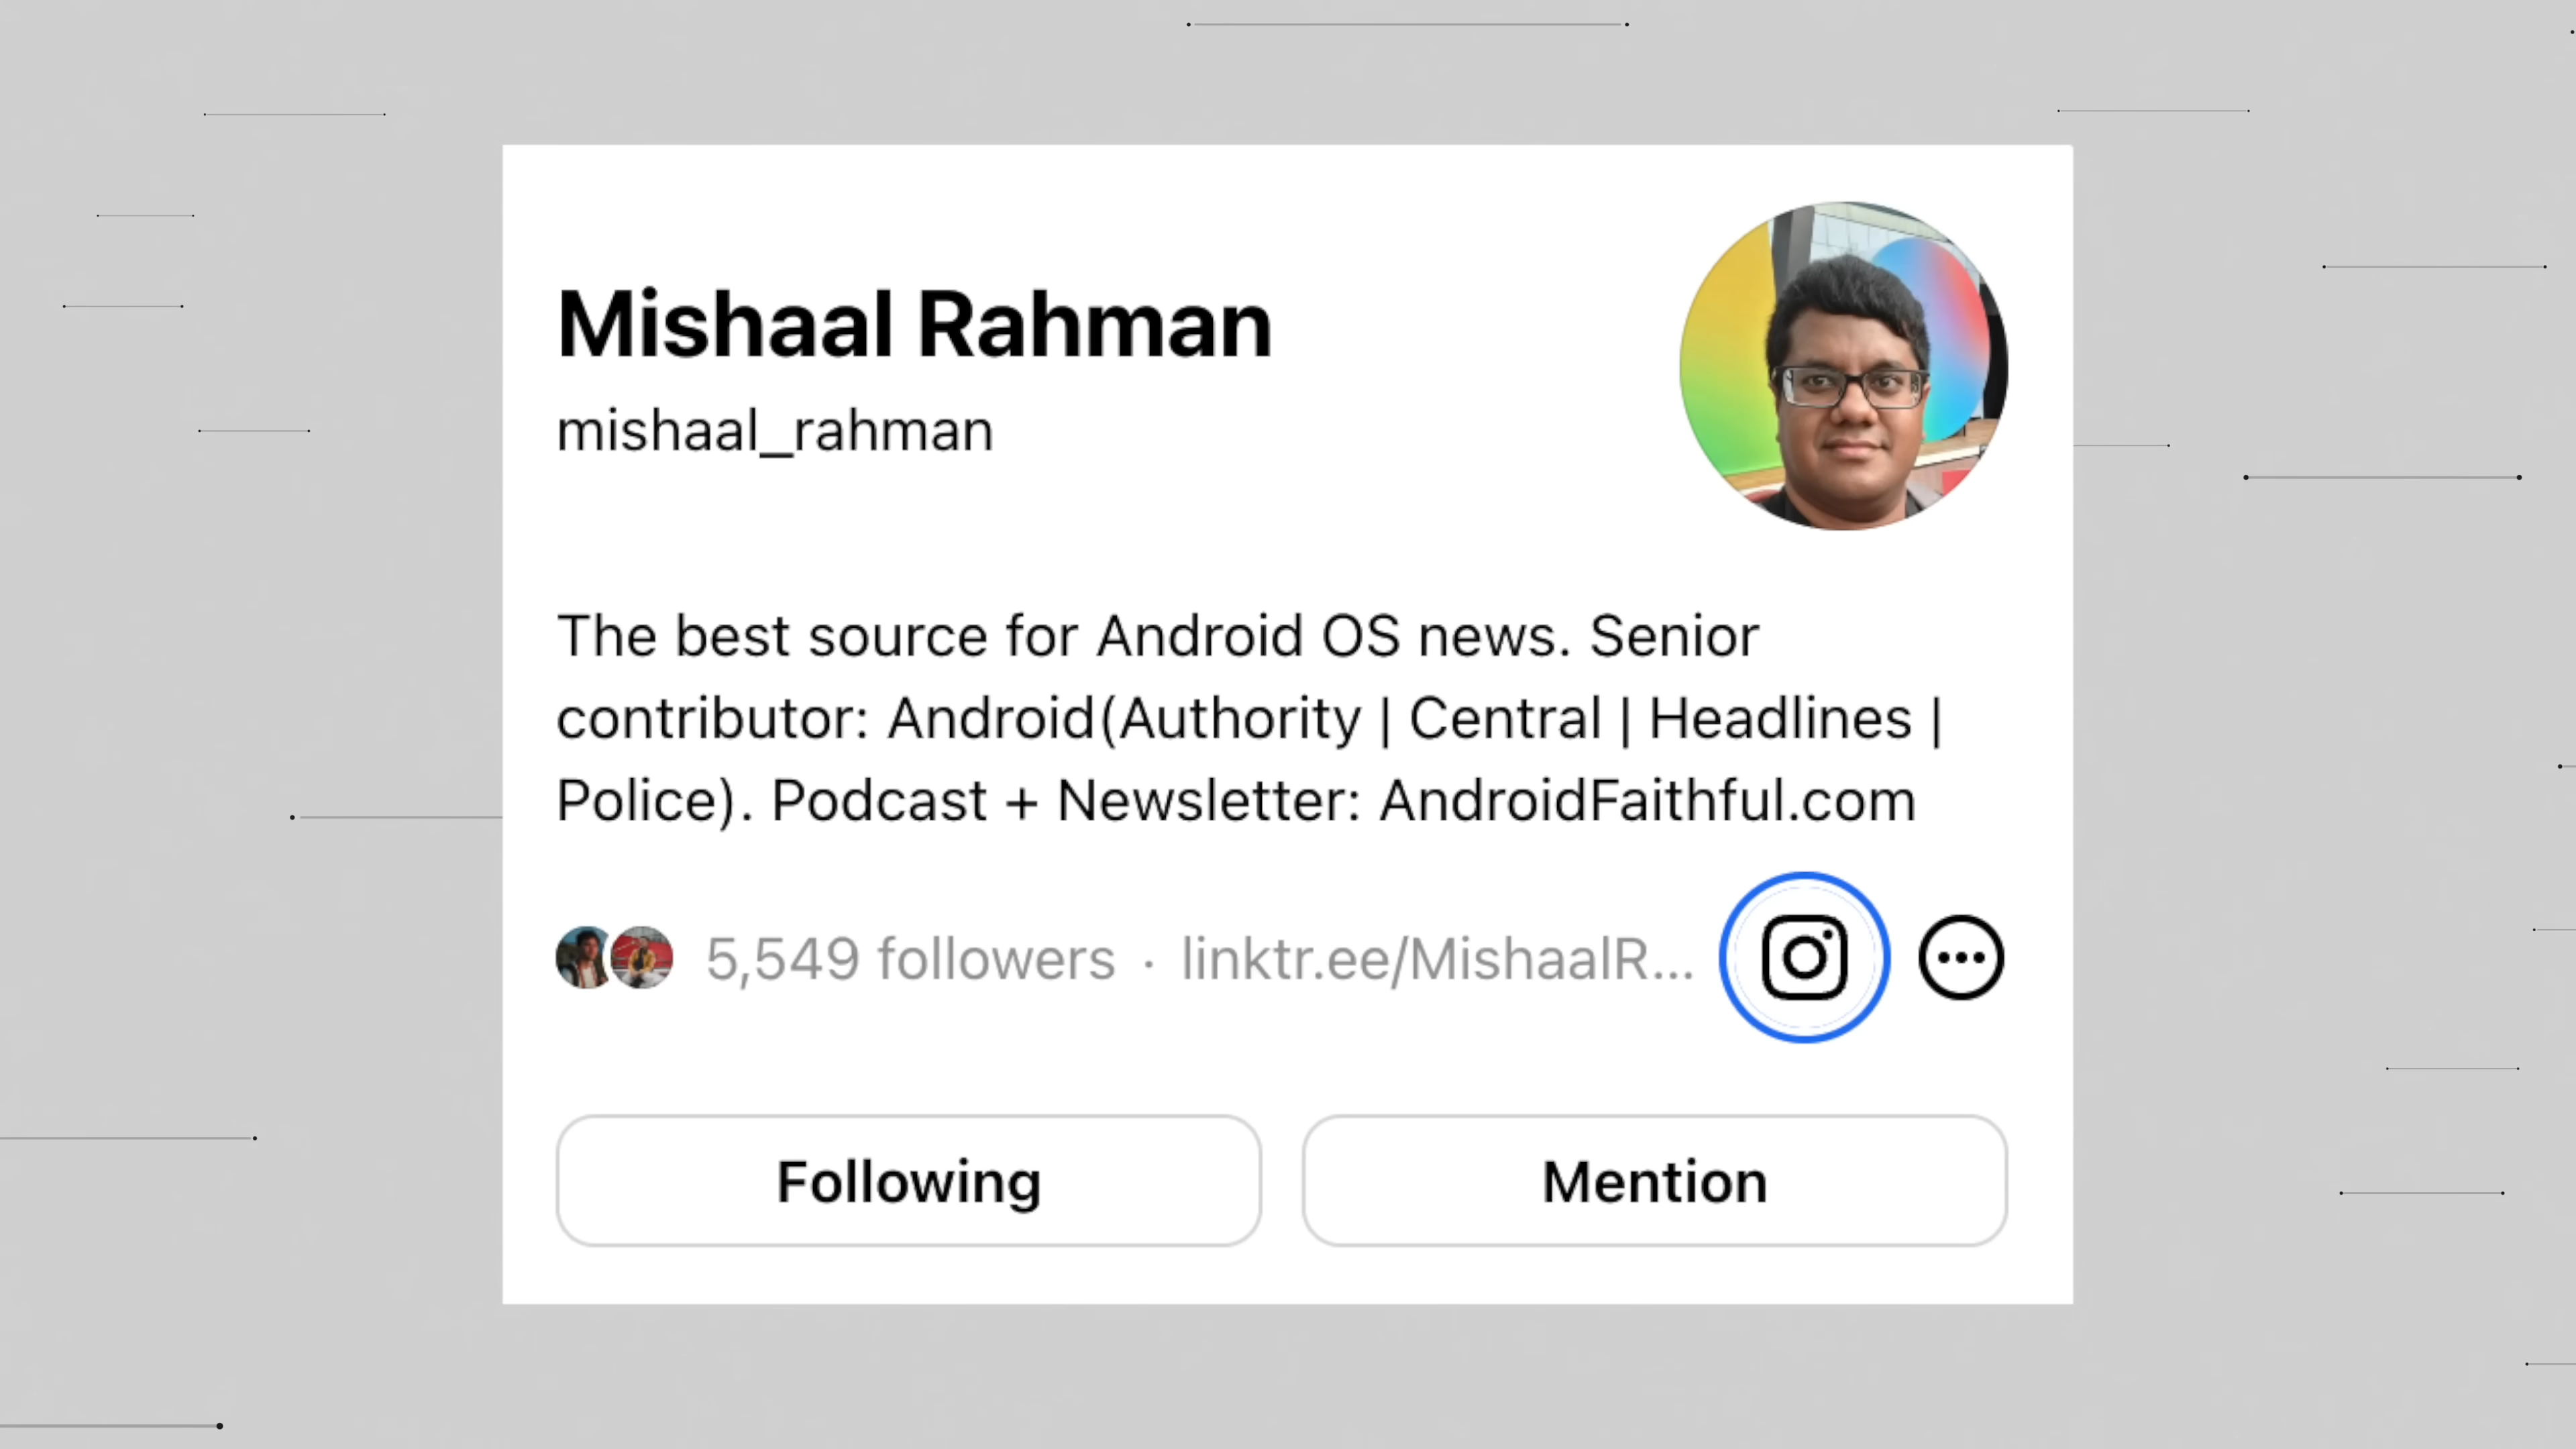 Mishaal Rahman
mishaal_rahman
The best source for Android OS news. Senior
contributor: Android(Authority | Central | Headlines |
Police). Podcast + Newsletter: AndroidFaithful.com
5,549 followers · linktr.ee/MishaalR...
Following
Mention